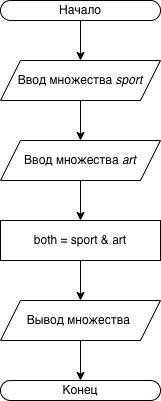 Начало
Ввод множества sport
Ввод множества art
both = sport & art
Вывод множества
Конец